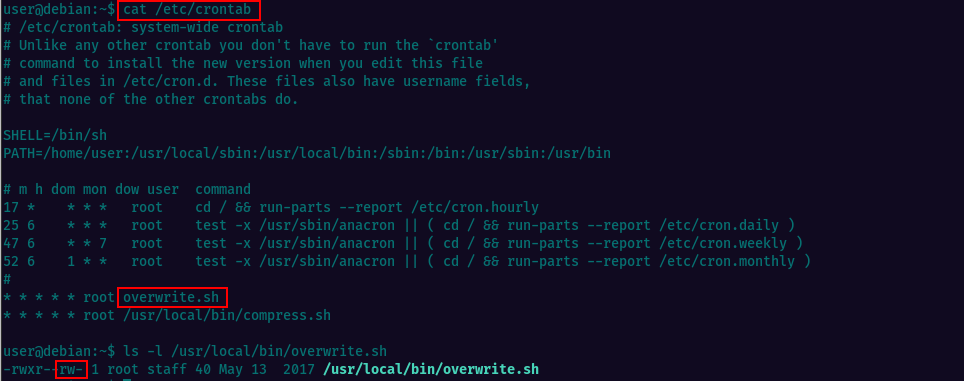 user@debian:~$ cat /etc/crontab
# /etc/crontab: system-wide crontab
# Unlike any other crontab you don't have to run the `crontab'
# command to install the new version when you edit this file
# and files in /etc/cron.d. These files also have username fields,
# that none of the other crontabs do.
SHELL=/bin/sh
PATH=/home/user:/usr/local/sbin:/usr/local/bin:/sbin:/bin:/usr/sbin:/usr/bin
# m h dom mon dow user  command
17 *    * * *   root    cd / && run-parts --report /etc/cron.hourly
25 6    * * *   root    test -x /usr/sbin/anacron || ( cd / && run-parts --report /etc/cron.daily )
47 6    * * 7   root    test -x /usr/sbin/anacron || ( cd / && run-parts --report /etc/cron.weekly )
52 6    1 * *   root    test -x /usr/sbin/anacron || ( cd / && run-parts --report /etc/cron.monthly )
#
* * * * * root overwrite.sh
* * * * * root /usr/local/bin/compress.sh
user@debian:~$ ls -l /usr/local/bin/overwrite.sh
-rwxr--rw- 1 root staff 40 May 13  2017 /usr/local/bin/overwrite.sh